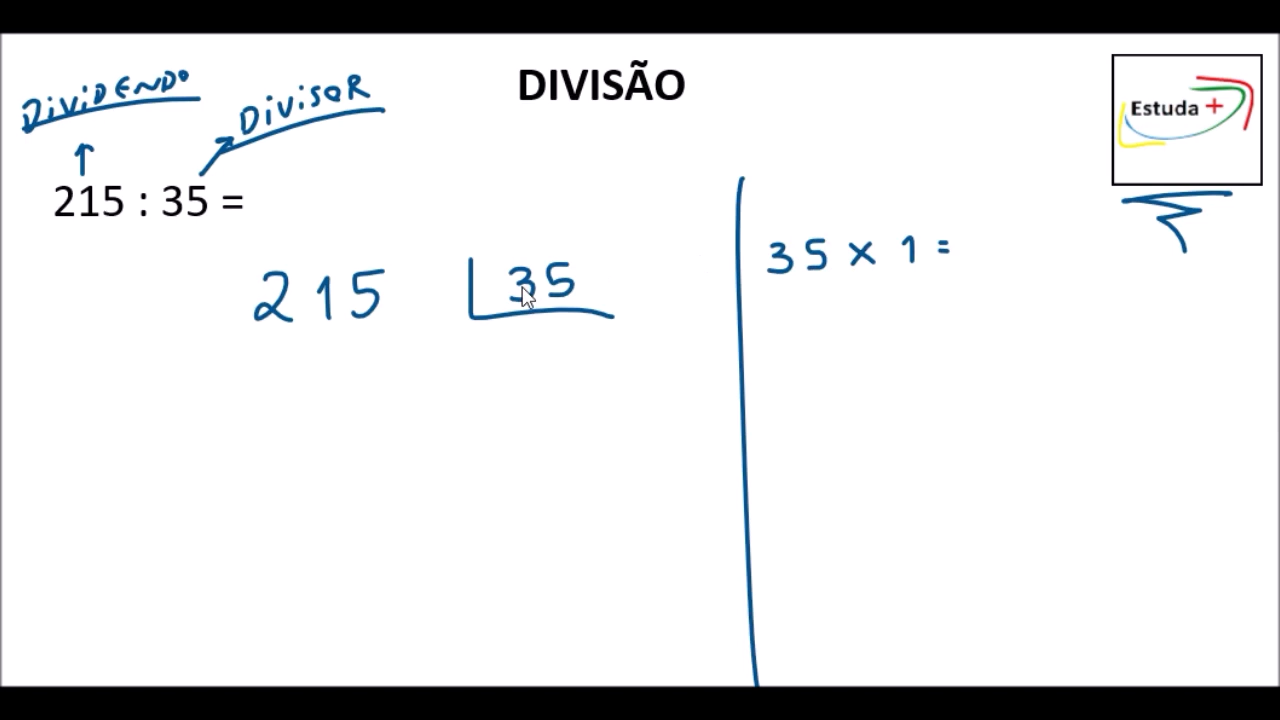 DIVISÃO
DIVIDENDO
DIVISOR
Estuda +
215 : 35 =
35 x 1 =
215 35